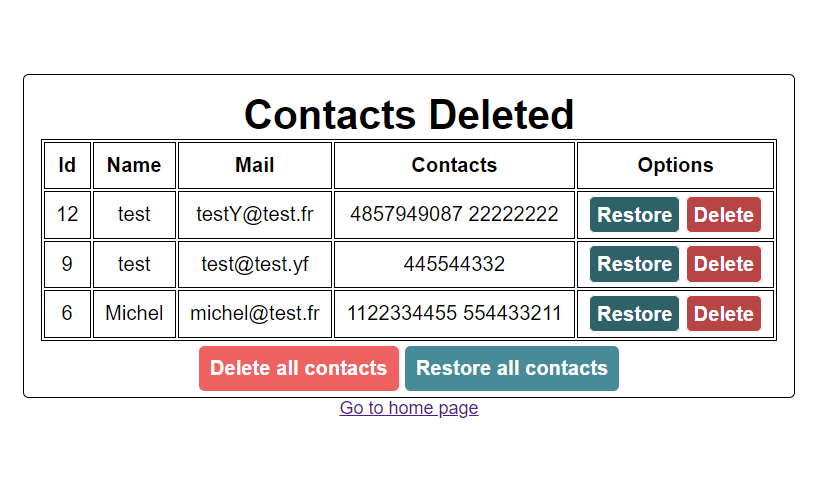 Contacts Deleted
Id Name Mail Contacts Options
12 test testY@test.fr 4857949087 22222222 Restore Delete
9 test test@test.yf 445544332 Restore Delete
6 Michel michel@test.fr 1122334455 554433211 Restore Delete
Delete all contacts Restore all contacts
Go to home page